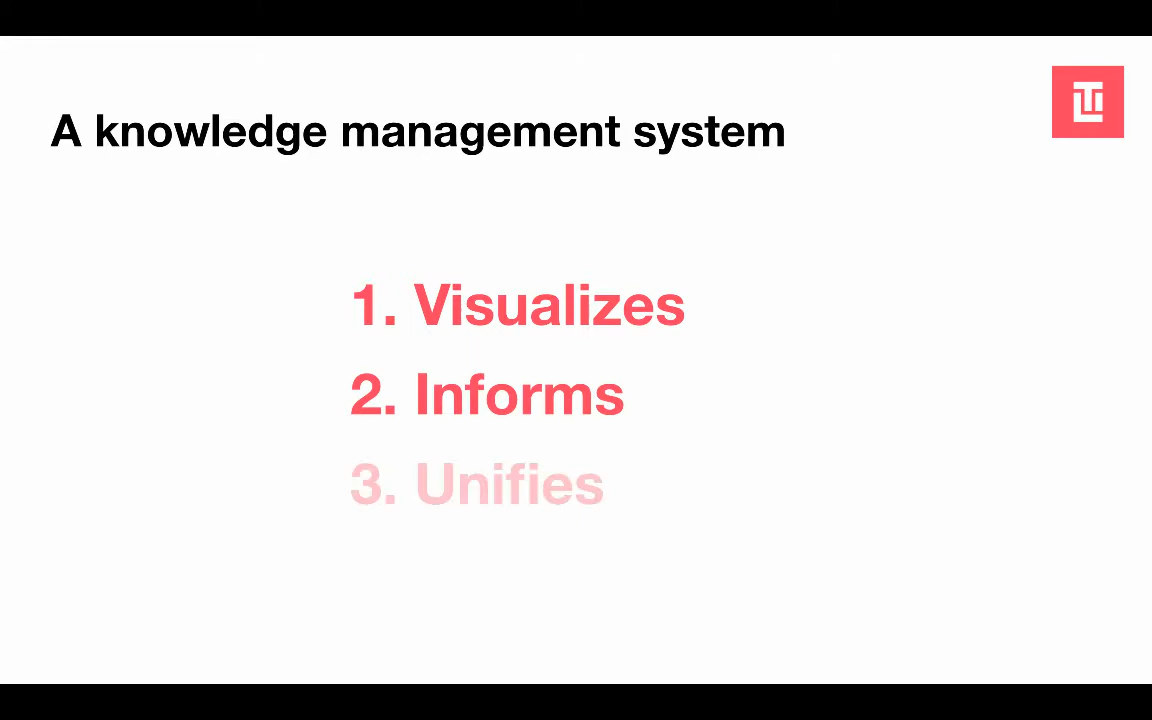 A knowledge management system
1. Visualizes
2. Informs
3. Unifies